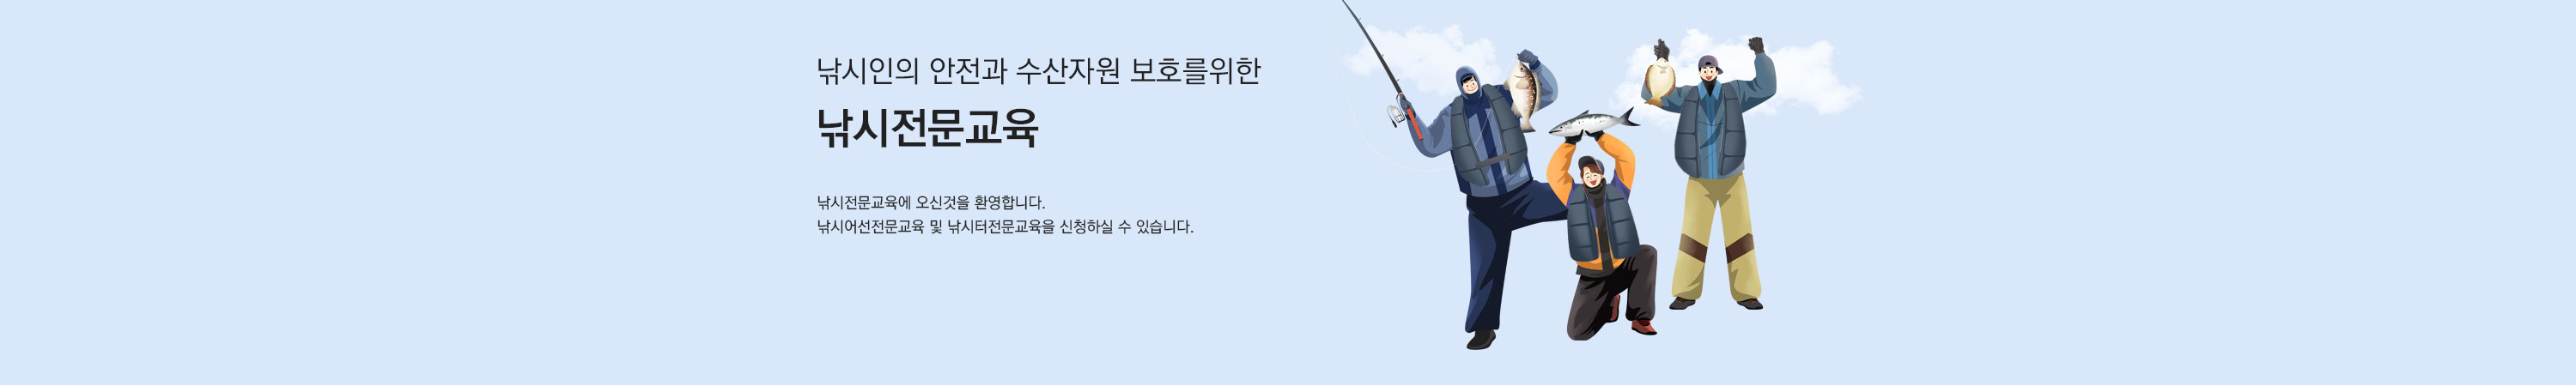 낚시인의 안전과 수산자원 보호를위한
낚시전문교육
낚시전문교육에 오신것을 환영합니다.
낚시어선전문교육 및 낚시터전문교육을 신청하실 수 있습니다.